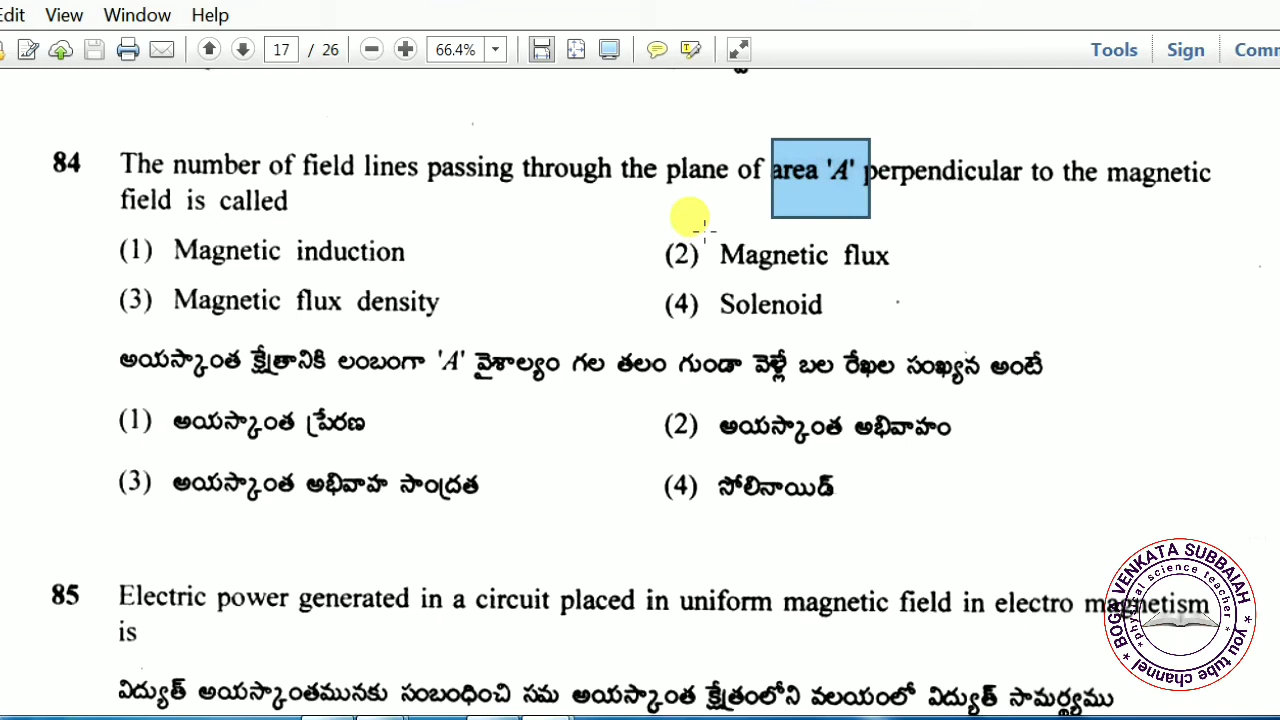 Edit View Window Help
17 / 26 66.4% Tools Sign
84 The number of field lines passing through the plane of area 'A' perpendicular to the magnetic
field is called
(1) Magnetic induction (2) Magnetic flux
(3) Magnetic flux density (4) Solenoid
అయస్కాంత క్షేత్రానికి లంబంగా 'A' వైశాల్యం గల తలం గుండా వెళ్లే బల రేఖల సంఖ్యన అంటే
(1) అయస్కాంత ప్రేరణ (2) అయస్కాంత అభివాహం
(3) అయస్కాంత అభివాహ సాంద్రత (4) సోలినాయిడ్
85 Electric power generated in a circuit placed in uniform magnetic field in electro magnetism
is
విద్యుత్ అయస్కాంతమునకు సంబంధించి సమ అయస్కాంత క్షేత్రంలోని వలయంలో విద్యుత్ సామర్థ్యము
BOGGI VENKATA SUBBAIAH
physical science teacher
you tube channel